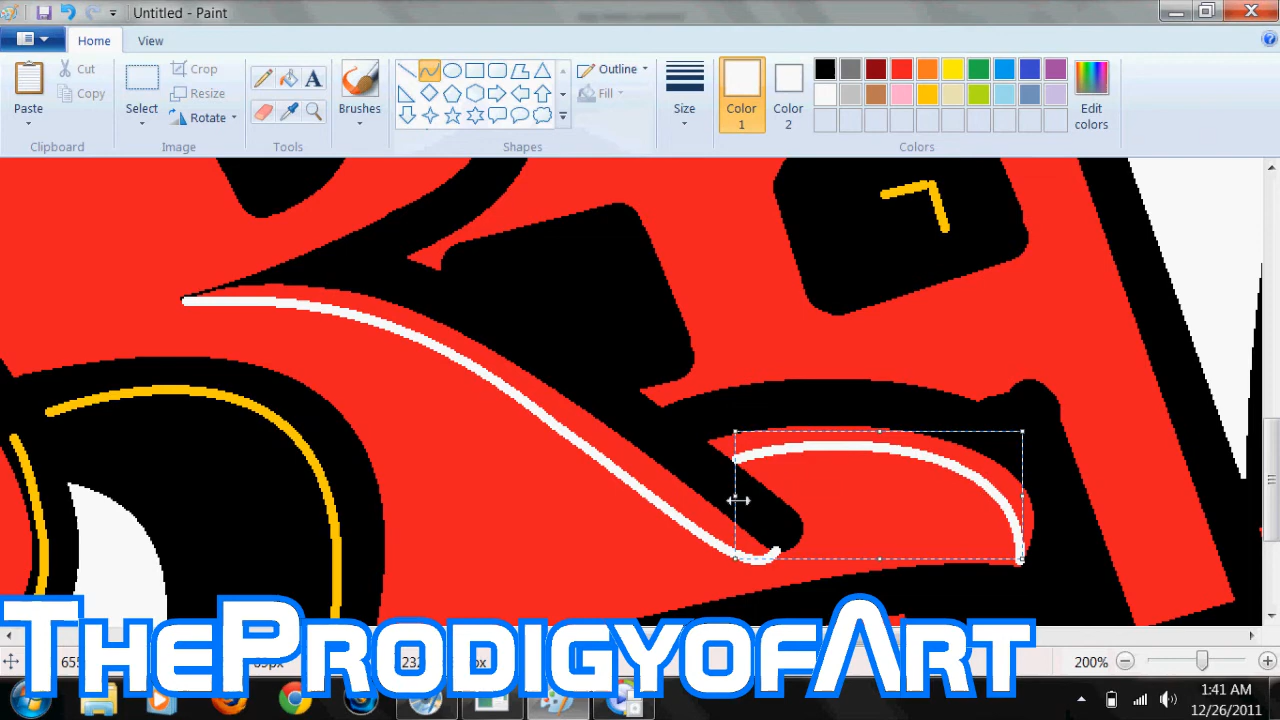 Untitled - Paint
Home View
Paste Cut Copy Clipboard
Select Crop Resize Rotate Image
Tools
Brushes
Shapes
Outline Fill
Size
Color 1
Color 2
Edit colors
Colors
TheProdigyofArt
200%
1:41 AM
12/26/2011